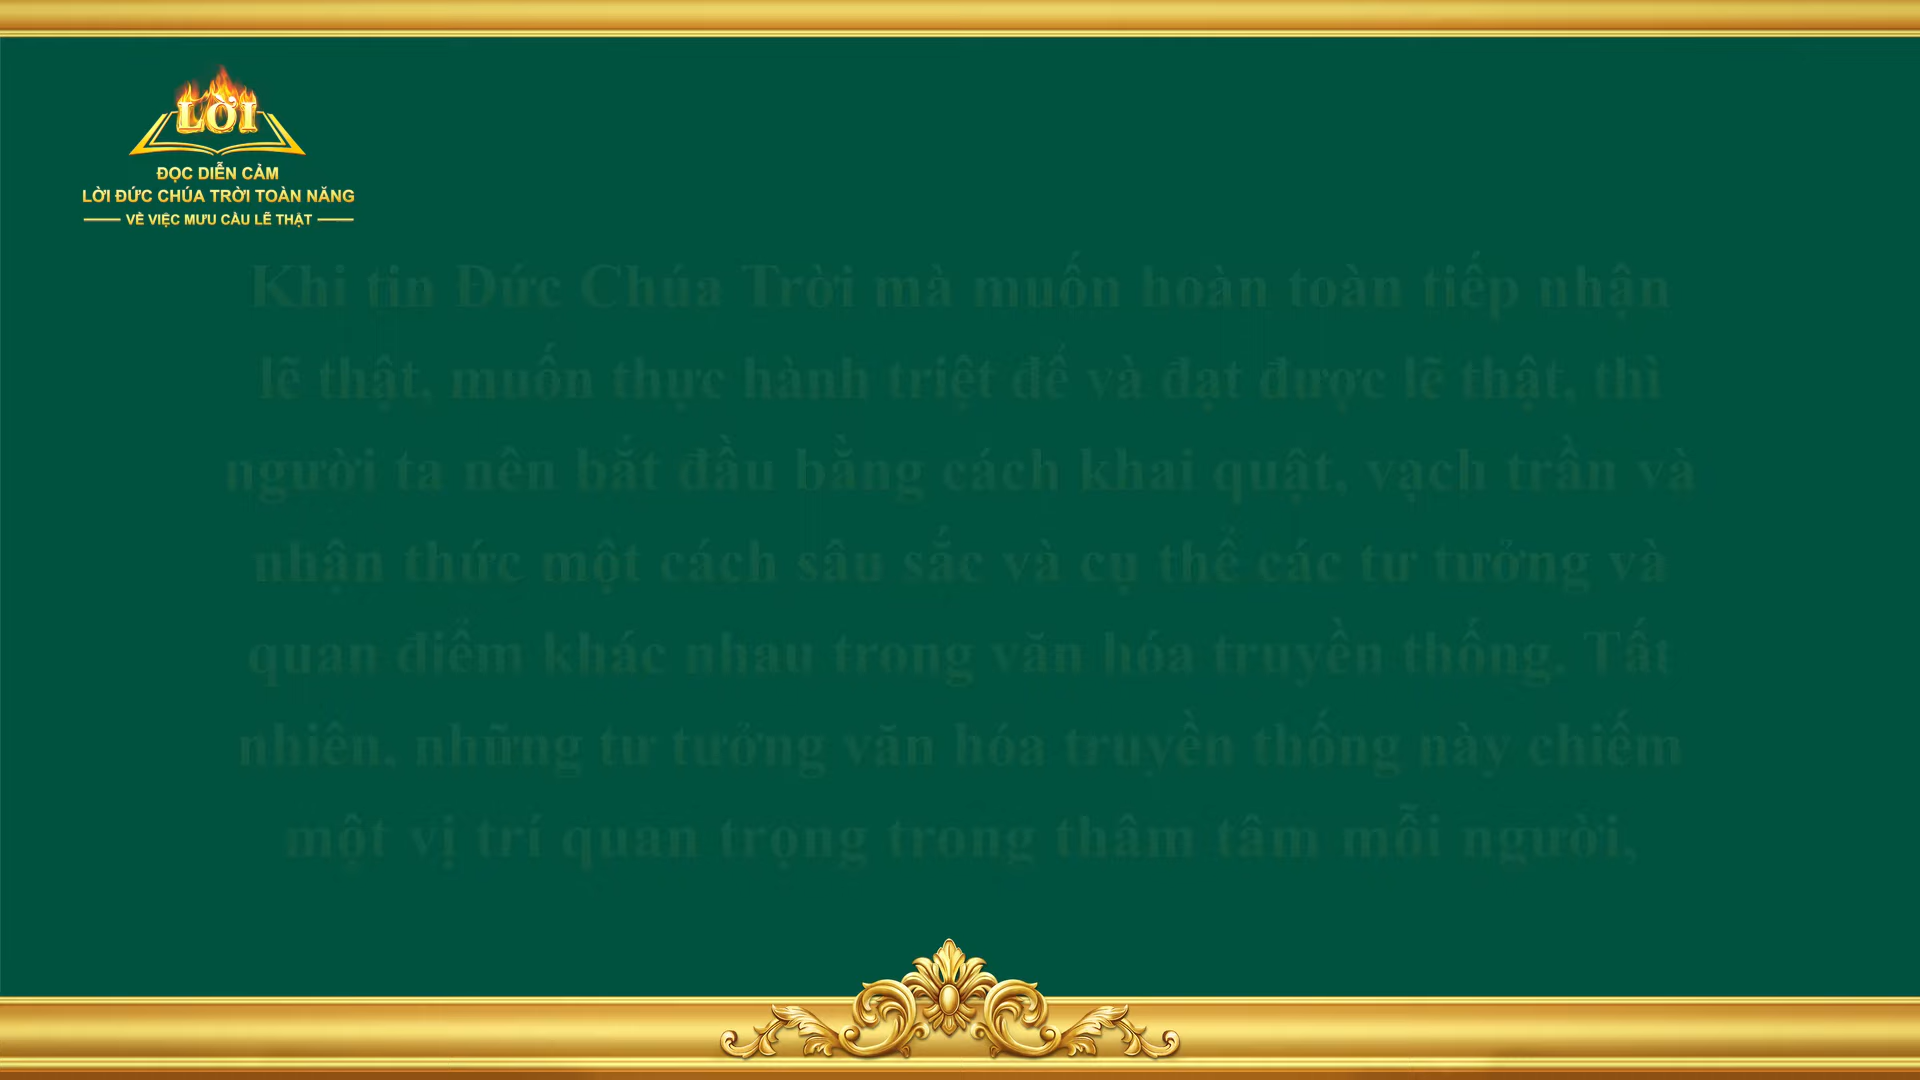 LỜI
ĐỌC DIỄN CẢM
LỜI ĐỨC CHÚA TRỜI TOÀN NĂNG
VỀ VIỆC MƯU CẦU LẼ THẬT
Khi tin Đức Chúa Trời mà muốn hoàn toàn tiếp nhận
lẽ thật, muốn thực hành triệt để và đạt được lẽ thật, thì
người ta nên bắt đầu bằng cách khai quật, vạch trần và
nhận thức một cách sâu sắc và cụ thể các tư tưởng và
quan điểm khác nhau trong văn hóa truyền thống. Tất
nhiên, những tư tưởng văn hóa truyền thống này chiếm
một vị trí quan trọng trong thâm tâm mỗi người,